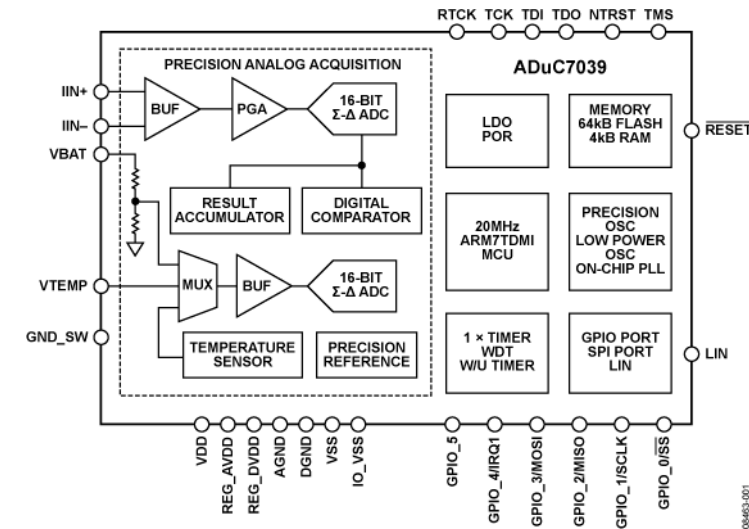 RTCK TCK TDI TDO NTRST TMS
PRECISION ANALOG ACQUISITION
ADuC7039
IIN+
IIN–
VBAT
VTEMP
GND_SW
BUF
PGA
16-BIT
Σ-Δ ADC
RESULT
ACCUMULATOR
DIGITAL
COMPARATOR
MUX
BUF
16-BIT
Σ-Δ ADC
TEMPERATURE
SENSOR
PRECISION
REFERENCE
LDO
POR
MEMORY
64kB FLASH
4kB RAM
20MHz
ARM7TDMI
MCU
PRECISION
OSC
LOW POWER
OSC
ON-CHIP PLL
1 × TIMER
WDT
W/U TIMER
GPIO PORT
SPI PORT
LIN
RESET
LIN
VDD
REG_AVDD
REG_DVDD
AGND
DGND
VSS
IO_VSS
GPIO_5
GPIO_4/IRQ1
GPIO_3/MOSI
GPIO_2/MISO
GPIO_1/SCLK
GPIO_0/SS
08463-001